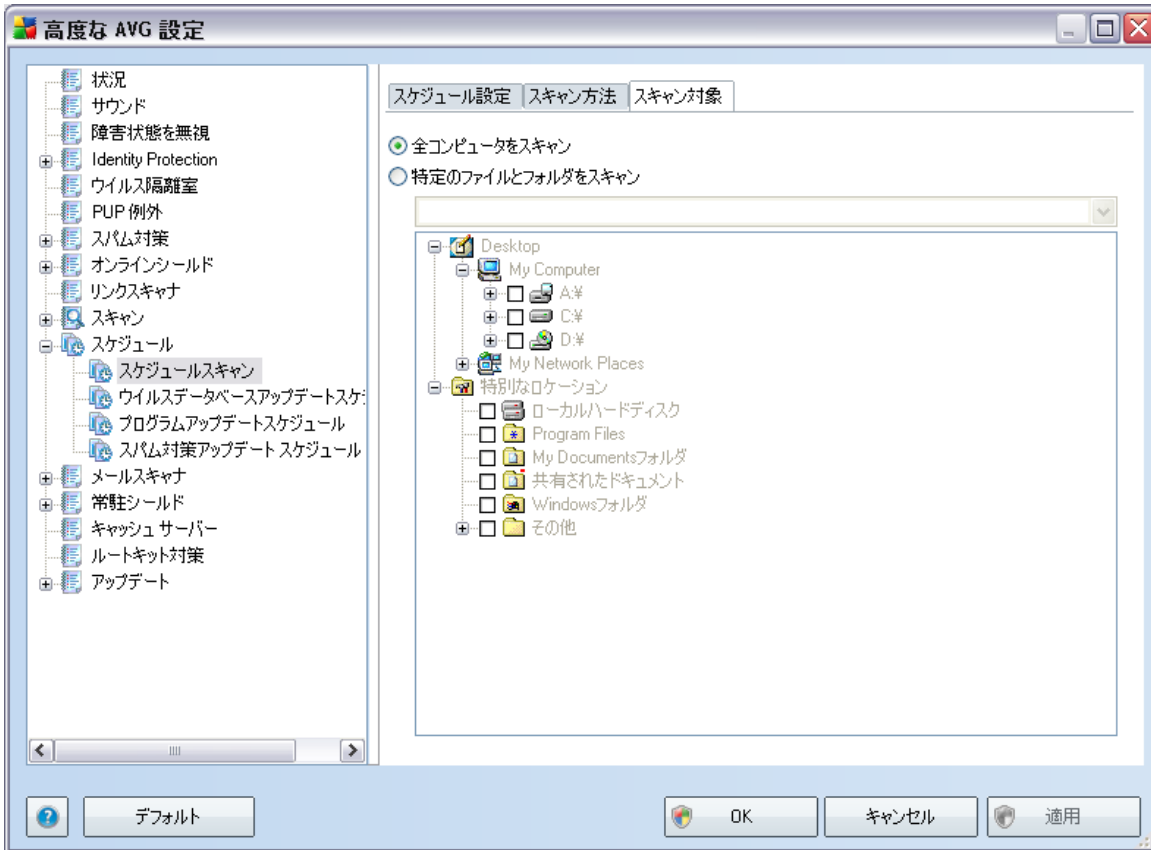 高度な AVG 設定
状況
サウンド
障害状態を無視
Identity Protection
ウイルス隔離室
PUP 例外
スパム対策
オンラインシールド
リンクスキャナ
スキャン
スケジュール
スケジュールスキャン
ウイルスデータベースアップデートスケ
プログラムアップデートスケジュール
スパム対策アップデート スケジュール
メールスキャナ
常駐シールド
キャッシュ サーバー
ルートキット対策
アップデート
スケジュール設定 スキャン方法 スキャン対象
全コンピュータをスキャン
特定のファイルとフォルダをスキャン
Desktop
My Computer
A:¥
C:¥
D:¥
My Network Places
特別なロケーション
ローカルハードディスク
Program Files
My Documentsフォルダ
共有されたドキュメント
Windowsフォルダ
その他
デフォルト OK キャンセル 適用